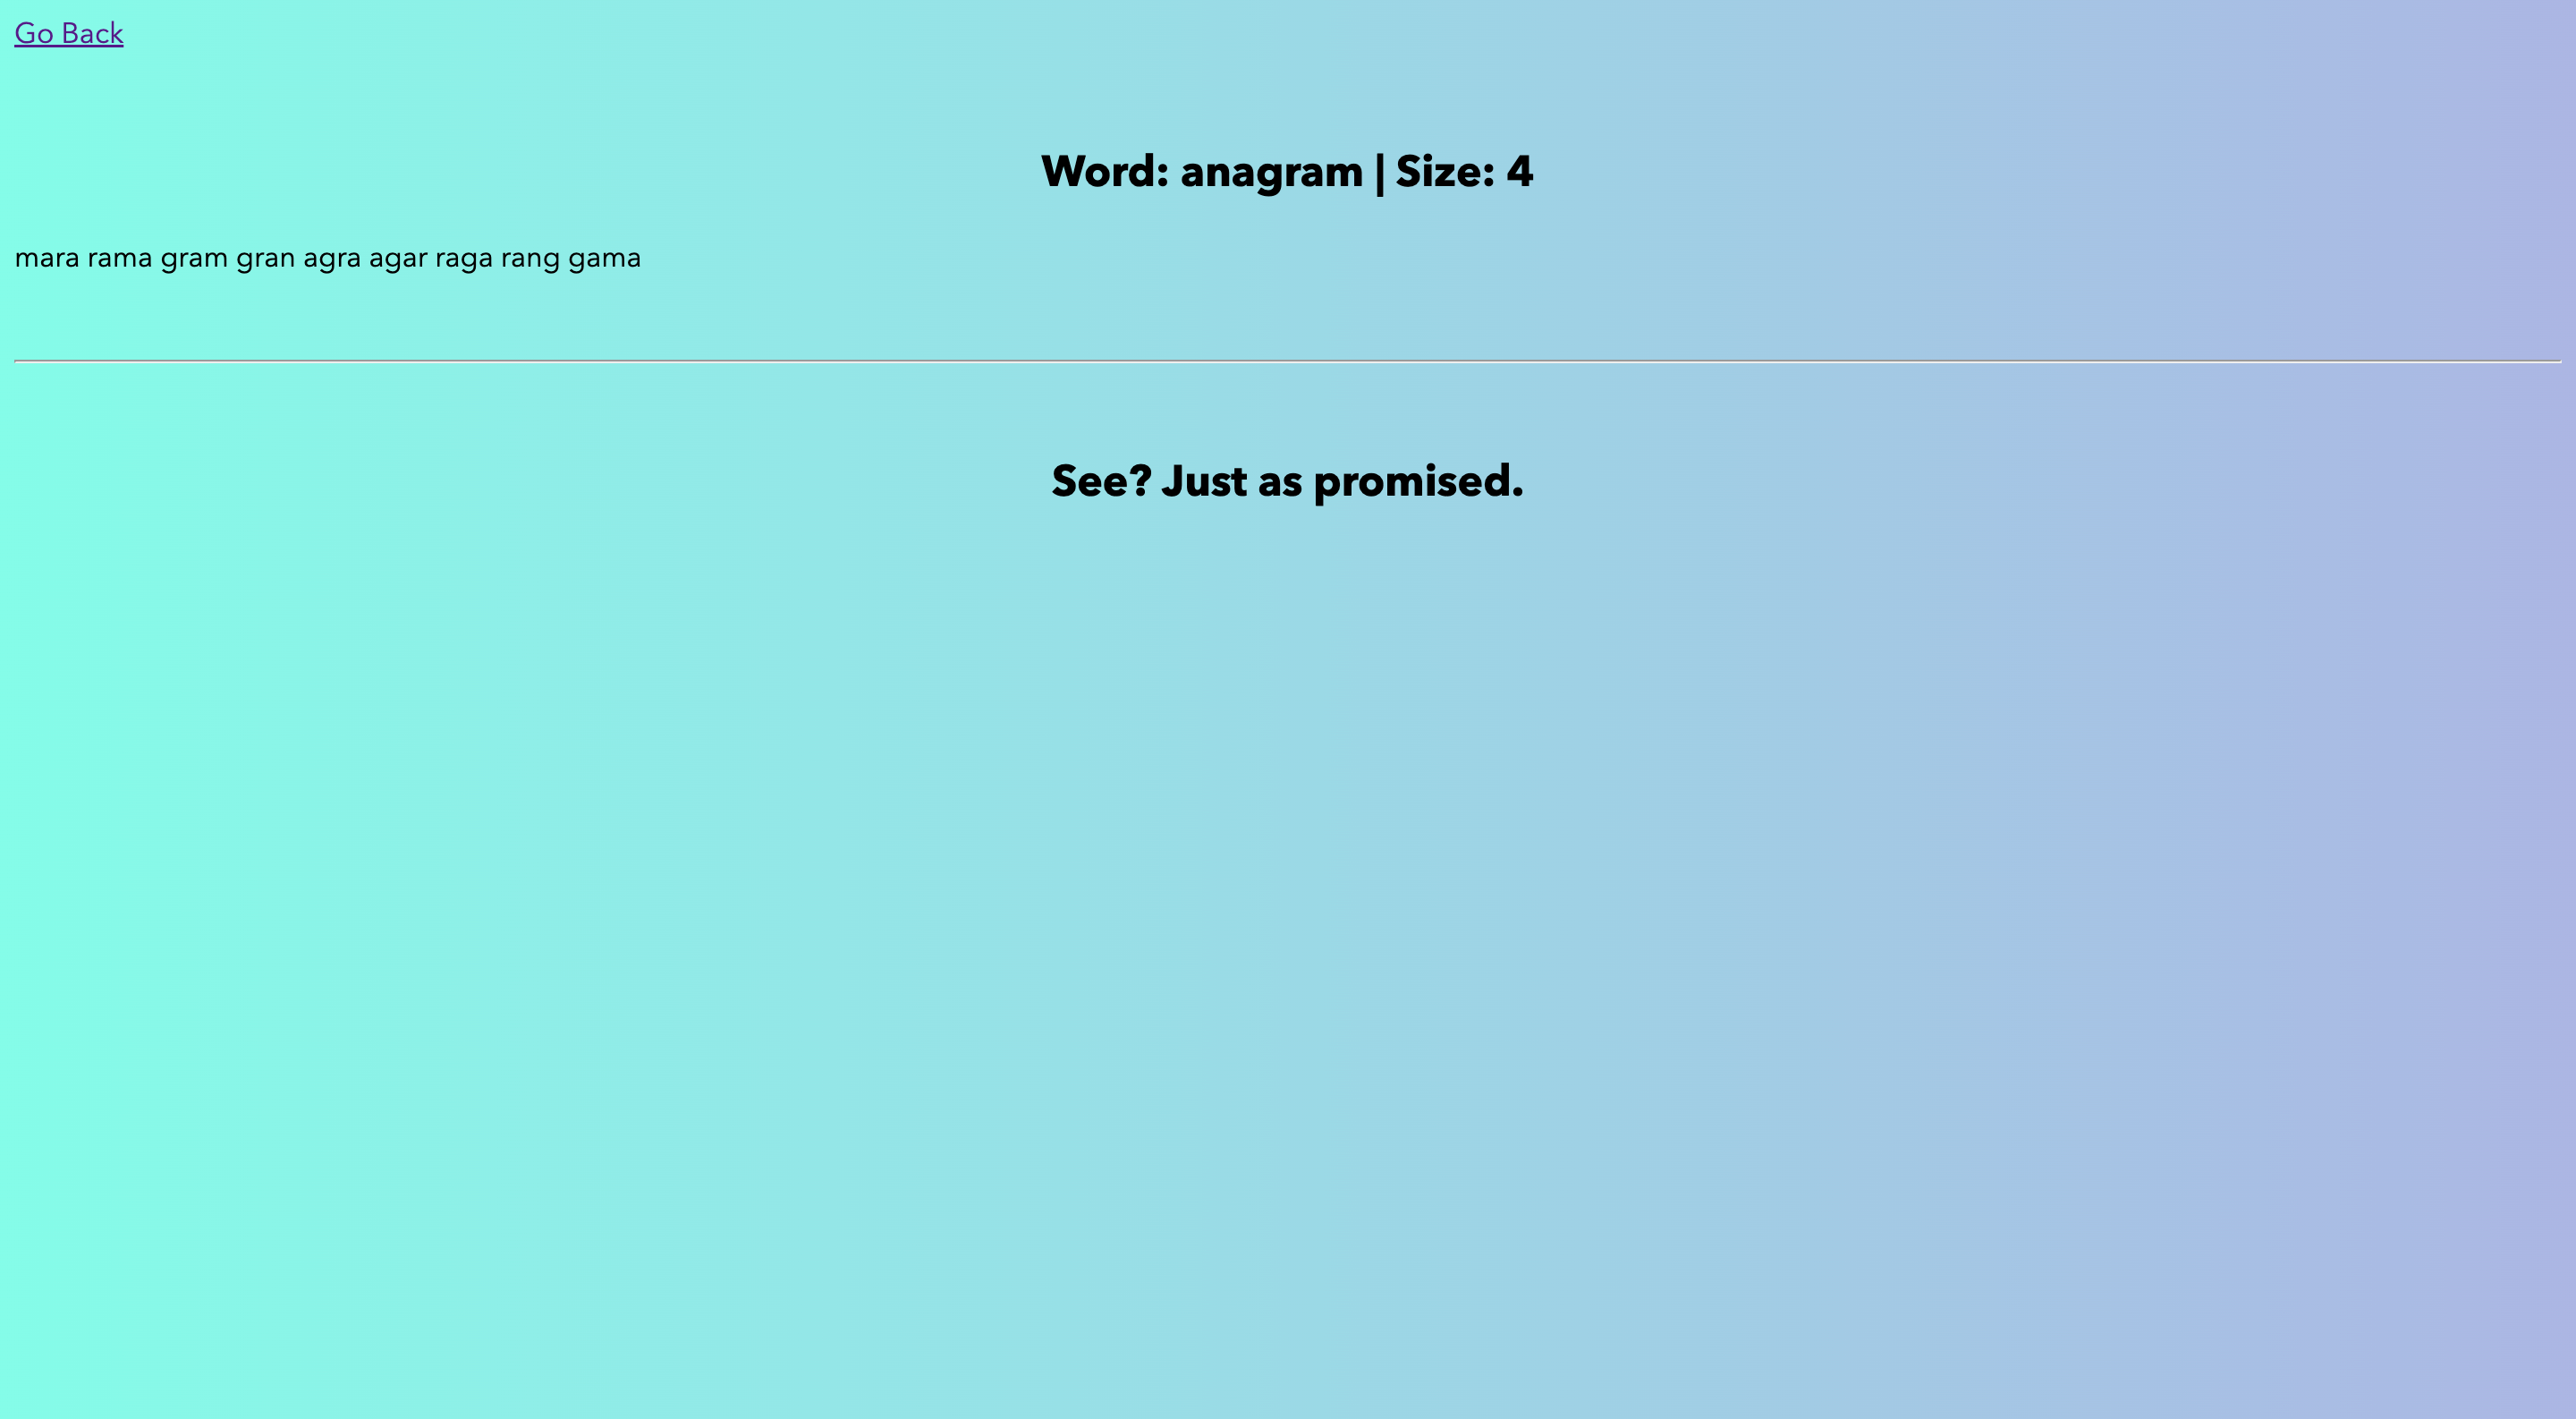 Go Back
Word: anagram | Size: 4
mara rama gram gran agra agar raga rang gama
See? Just as promised.